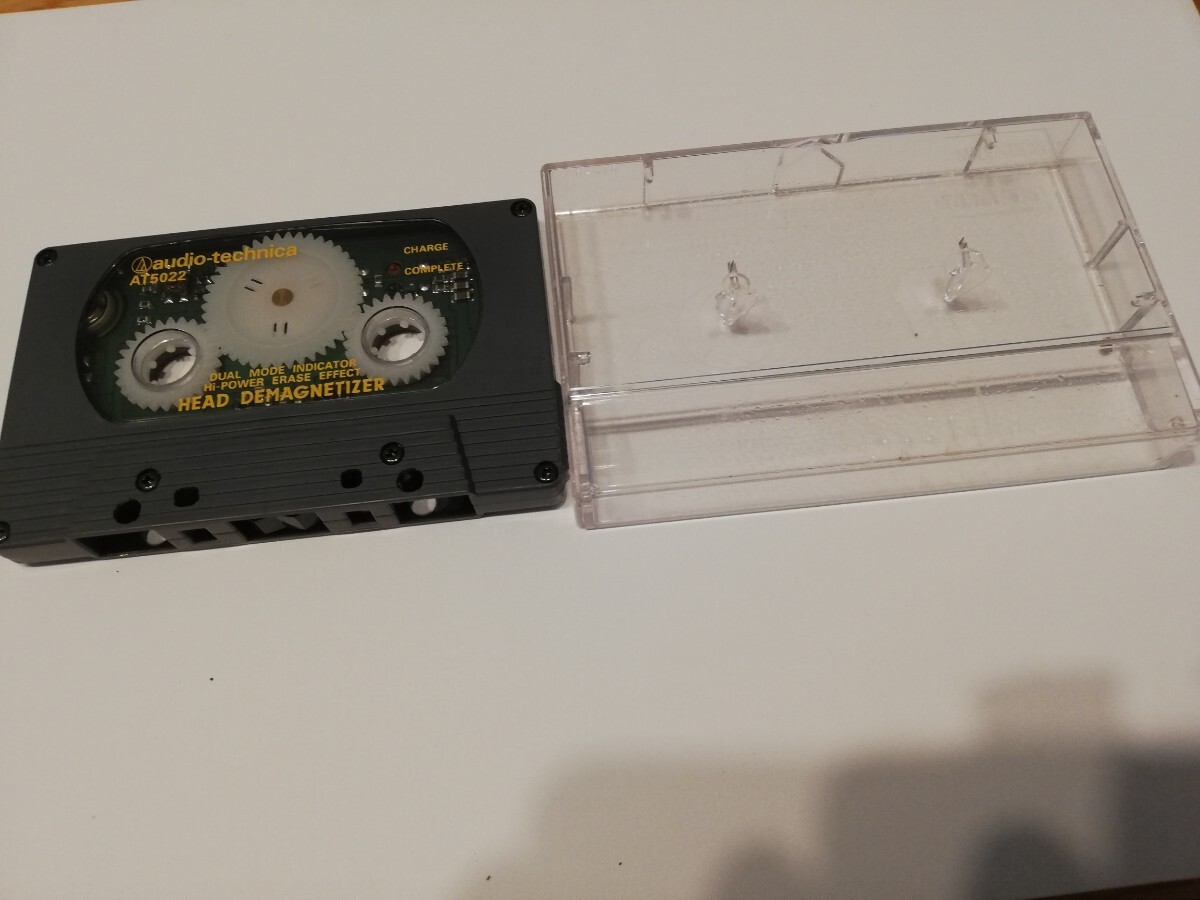 audio-technica
AT5022
CHARGE
COMPLETE
DUAL MODE INDICATOR
Hi-POWER ERASE EFFECT
HEAD DEMAGNETIZER